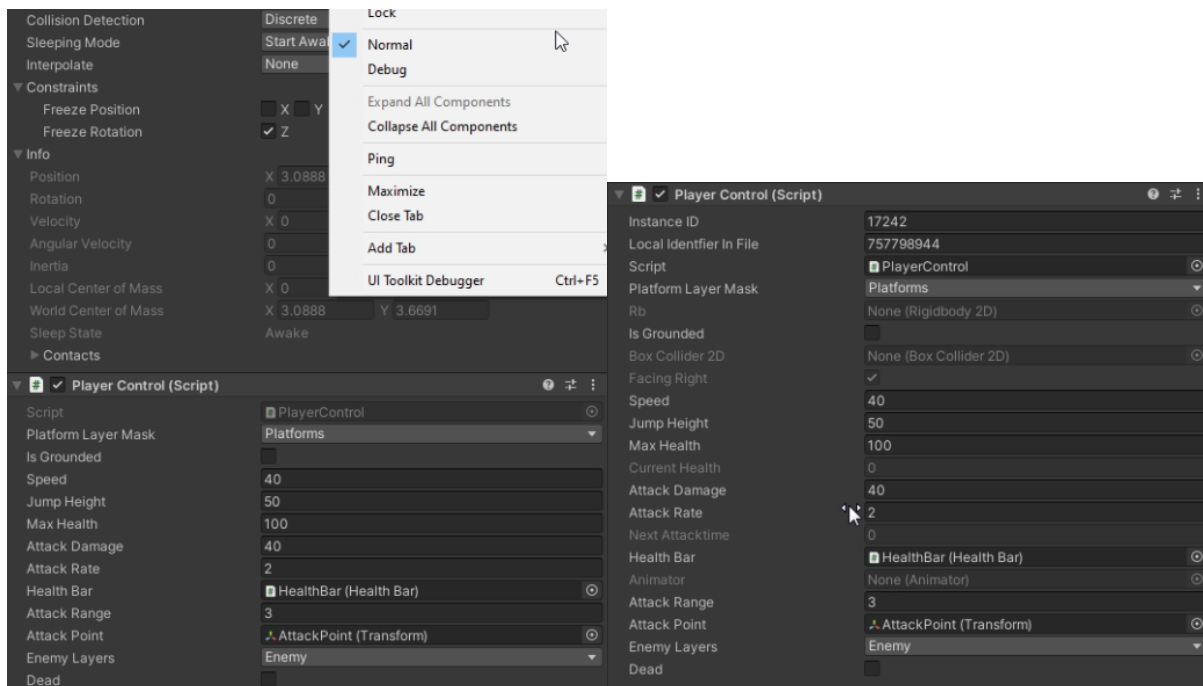 Collision Detection Discrete
Sleeping Mode Start Awa
Interpolate None
Constraints
Freeze Position X Y
Freeze Rotation Z
Info
Position X 3.0888
Rotation 0
Velocity X 0
Angular Velocity 0
Inertia 0
Local Center of Mass X 0
World Center of Mass X 3.0888 Y 3.6691
Sleep State Awake
Contacts
Lock
Normal
Debug
Expand All Components
Collapse All Components
Ping
Maximize
Close Tab
Add Tab
UI Toolkit Debugger Ctrl+F5
# Player Control (Script)
Script # PlayerControl
Platform Layer Mask Platforms
Is Grounded
Speed 40
Jump Height 50
Max Health 100
Attack Damage 40
Attack Rate 2
Health Bar # HealthBar (Health Bar)
Attack Range 3
Attack Point AttackPoint (Transform)
Enemy Layers Enemy
Dead
# Player Control (Script)
Instance ID 17242
Local Identfier In File 757798944
Script # PlayerControl
Platform Layer Mask Platforms
Rb None (Rigidbody 2D)
Is Grounded
Box Collider 2D None (Box Collider 2D)
Facing Right
Speed 40
Jump Height 50
Max Health 100
Current Health 0
Attack Damage 40
Attack Rate 2
Next Attacktime 0
Health Bar # HealthBar (Health Bar)
Animator None (Animator)
Attack Range 3
Attack Point AttackPoint (Transform)
Enemy Layers Enemy
Dead